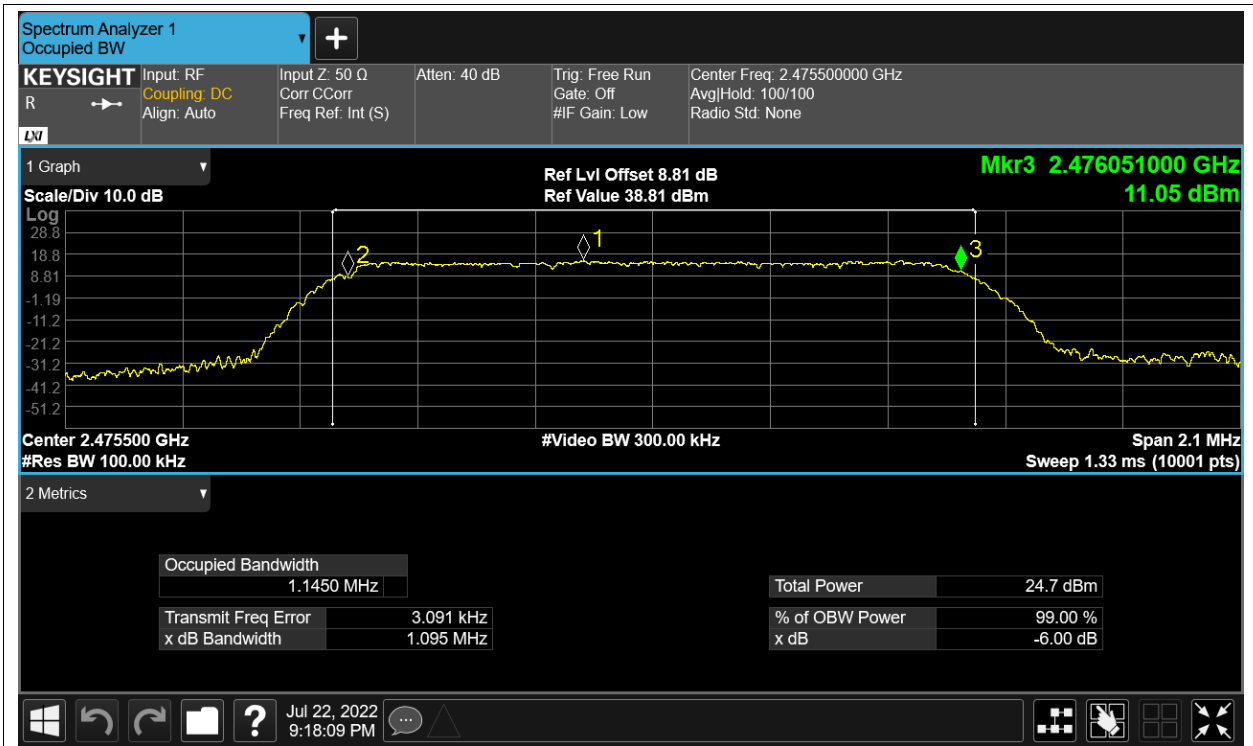 Spectrum Analyzer 1
Occupied BW
KEYSIGHT
R
LXI
Input: RF
Coupling: DC
Align: Auto
Input Z: 50 Ω
Corr CCorr
Freq Ref: Int (S)
Atten: 40 dB
Trig: Free Run
Gate: Off
#IF Gain: Low
Center Freq: 2.475500000 GHz
Avg|Hold: 100/100
Radio Std: None
1 Graph
Scale/Div 10.0 dB
Ref Lvl Offset 8.81 dB
Ref Value 38.81 dBm
Mkr3 2.476051000 GHz
11.05 dBm
Log
28.8
18.8
8.81
-1.19
-11.2
-21.2
-31.2
-41.2
-51.2
2
1
3
Center 2.475500 GHz
#Video BW 300.00 kHz
Span 2.1 MHz
#Res BW 100.00 kHz
Sweep 1.33 ms (10001 pts)
2 Metrics
Occupied Bandwidth
1.1450 MHz
Total Power 24.7 dBm
Transmit Freq Error 3.091 kHz
% of OBW Power 99.00 %
x dB Bandwidth 1.095 MHz
x dB -6.00 dB
?
Jul 22, 2022
9:18:09 PM